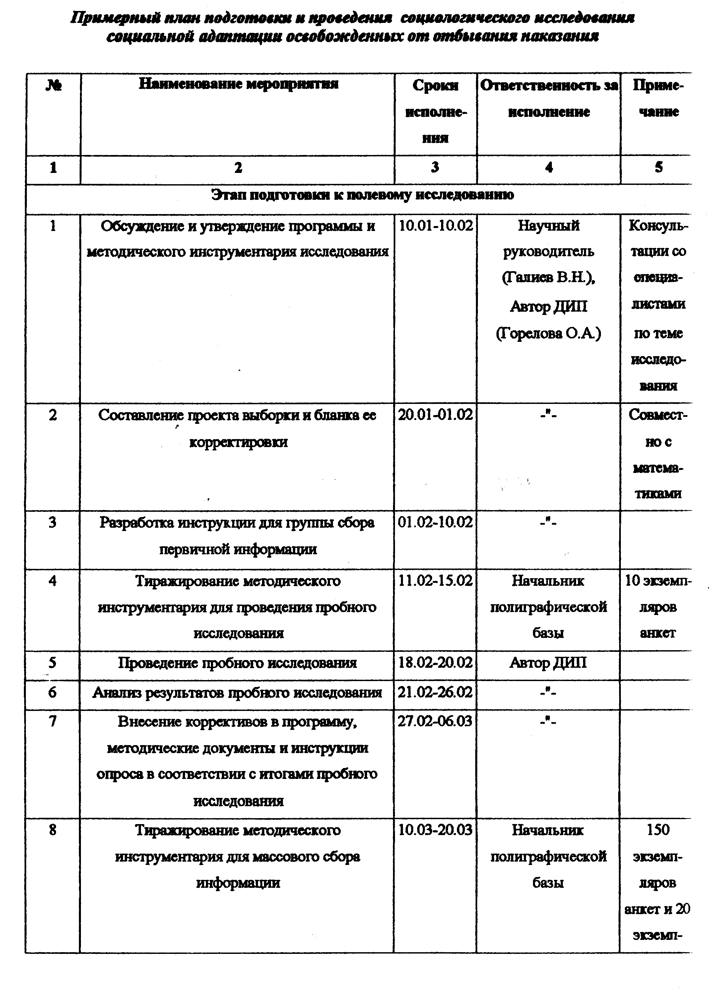 Примерный план подготовки и проведения социологического исследования
социальной адаптации освобожденных от отбывания наказания
№
Наименование мероприятия
Сроки
исполне-
ния
Ответственность за
исполнение
Приме-
чание
1
2
3
4
5
Этап подготовки к полевому исследованию
1
Обсуждение и утверждение программы и
методического инструментария исследования
10.01-10.02
Научный
руководитель
(Галиев В.Н.),
Автор ДИП
(Горелова О.А.)
Консуль-
тации со
специа-
листами
по теме
исследо-
вания
2
Составление проекта выборки и бланка ее
корректировки
20.01-01.02
-"-
Совмест-
но с
матема-
тиками
3
Разработка инструкции для группы сбора
первичной информации
01.02-10.02
-"-
4
Тиражирование методического
инструментария для проведения пробного
исследования
11.02-15.02
Начальник
полиграфической
базы
10 экземп-
ляров
анкет
5
Проведение пробного исследования
18.02-20.02
Автор ДИП
6
Анализ результатов пробного исследования
21.02-26.02
-"-
7
Внесение коррективов в программу,
методические документы и инструкции
опроса в соответствии с итогами пробного
исследования
27.02-06.03
-"-
8
Тиражирование методического
инструментария для массового сбора
информации
10.03-20.03
Начальник
полиграфической
базы
150
экземп-
ляров
анкет и 20
экземп-